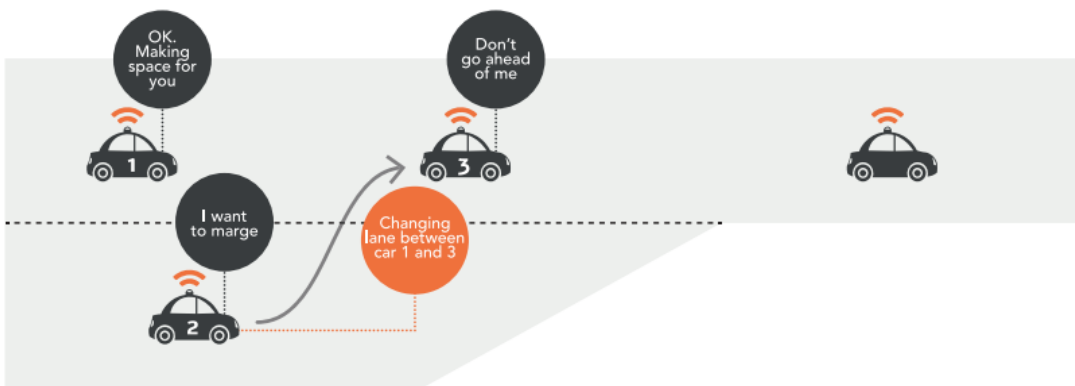 OK.
Making
space for
you
Don't
go ahead
of me
1
3
I want
to marge
Changing
lane between
car 1 and 3
2